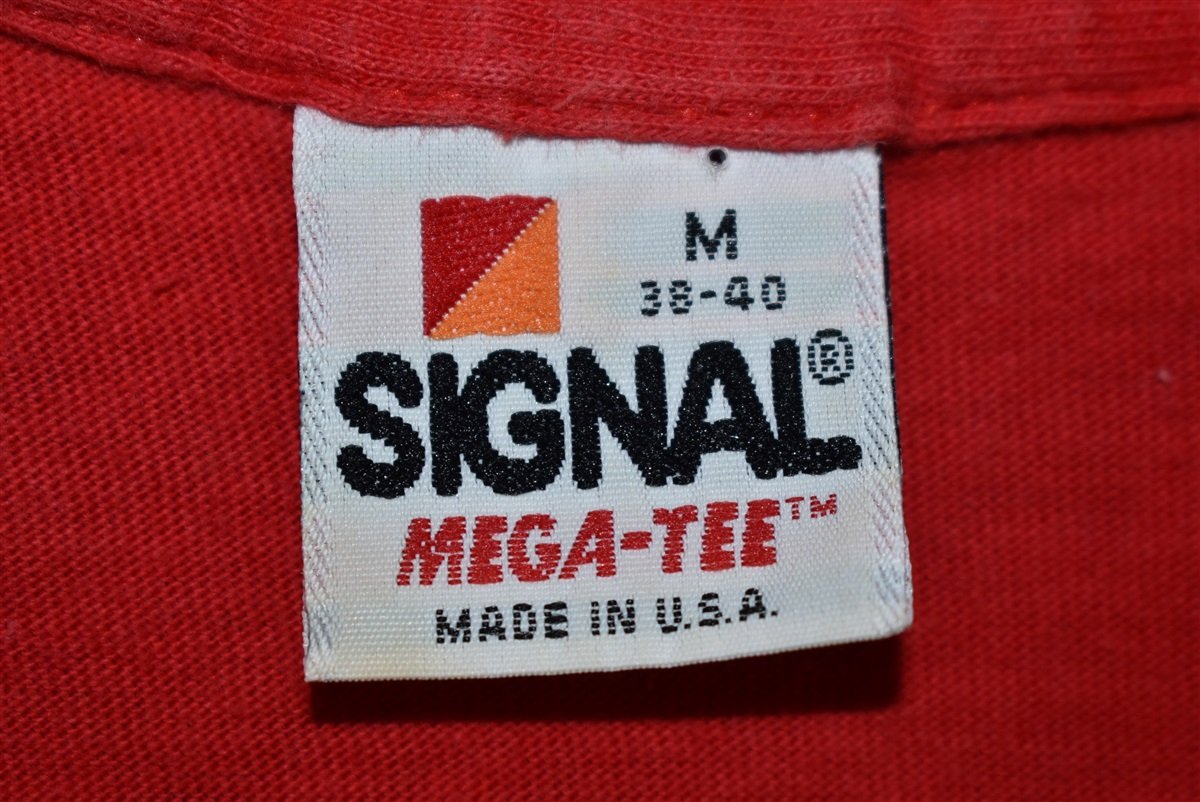 M
38-40
SIGNAL®
MEGA-TEE™
MADE IN U.S.A.